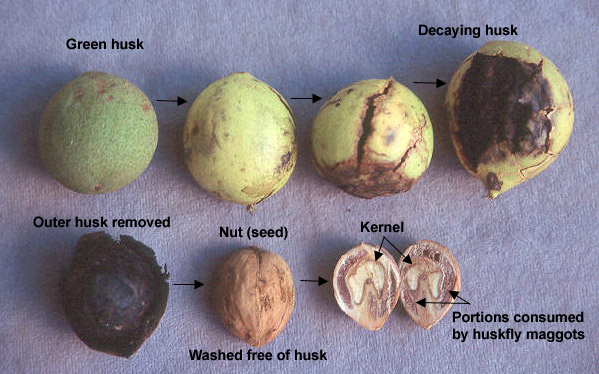 Green husk
Decaying husk
Outer husk removed
Nut (seed)
Kernel
Portions consumed
by huskfly maggots
Washed free of husk